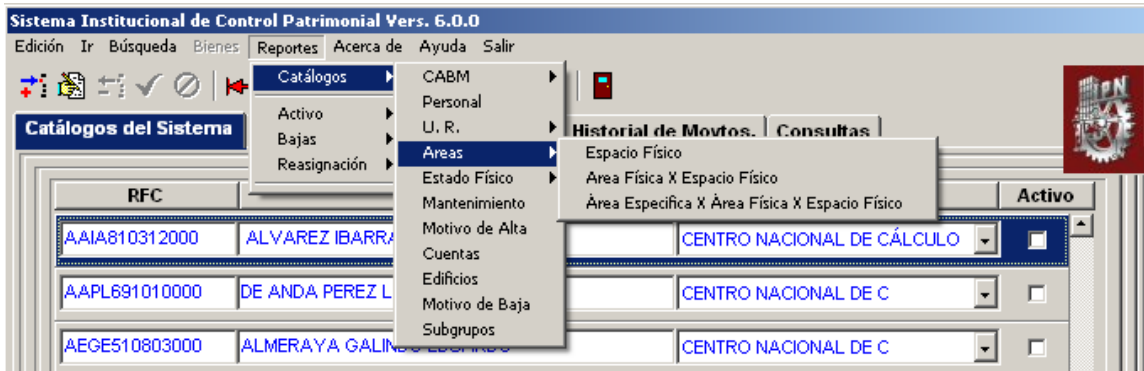 Sistema Institucional de Control Patrimonial Vers. 6.0.0
Edición Ir Búsqueda Bienes Reportes Acerca de Ayuda Salir
IPN
Catálogos del Sistema
Historial de Movtos. Consultas
Catálogos
Activo
Bajas
Reasignación
CABM
Personal
U. R.
Areas
Estado Físico
Mantenimiento
Motivo de Alta
Cuentas
Edificios
Motivo de Baja
Subgrupos
Espacio Físico
Area Física X Espacio Físico
Área Especifica X Área Física X Espacio Físico
RFC Activo
AAIA810312000 ALVAREZ IBARRA CENTRO NACIONAL DE CÁLCULO
AAPL691010000 DE ANDA PEREZ L CENTRO NACIONAL DE C
AEGE510803000 ALMERAYA GALINDO EDGARDO CENTRO NACIONAL DE C